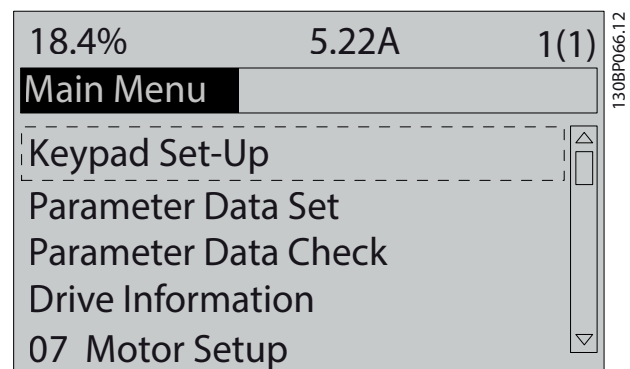 18.4% 5.22A 1(1)
Main Menu
Keypad Set-Up
Parameter Data Set
Parameter Data Check
Drive Information
07 Motor Setup
130BP066.12